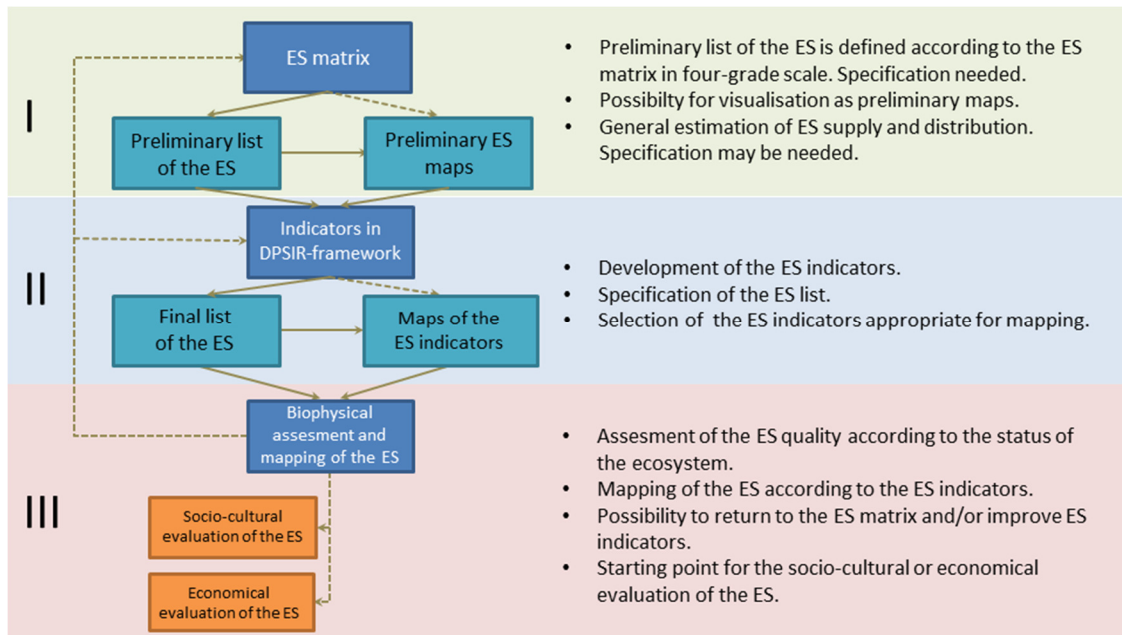 I
ES matrix
Preliminary list
of the ES
Preliminary ES
maps
• Preliminary list of the ES is defined according to the ES
matrix in four-grade scale. Specification needed.
• Possibilty for visualisation as preliminary maps.
• General estimation of ES supply and distribution.
Specification may be needed.
II
Indicators in
DPSIR-framework
Final list
of the ES
Maps of the
ES indicators
• Development of the ES indicators.
• Specification of the ES list.
• Selection of the ES indicators appropriate for mapping.
III
Biophysical
assesment and
mapping of the ES
Socio-cultural
evaluation of the ES
Economical
evaluation of the ES
• Assesment of the ES quality according to the status of
the ecosystem.
• Mapping of the ES according to the ES indicators.
• Possibility to return to the ES matrix and/or improve ES
indicators.
• Starting point for the socio-cultural or economical
evaluation of the ES.